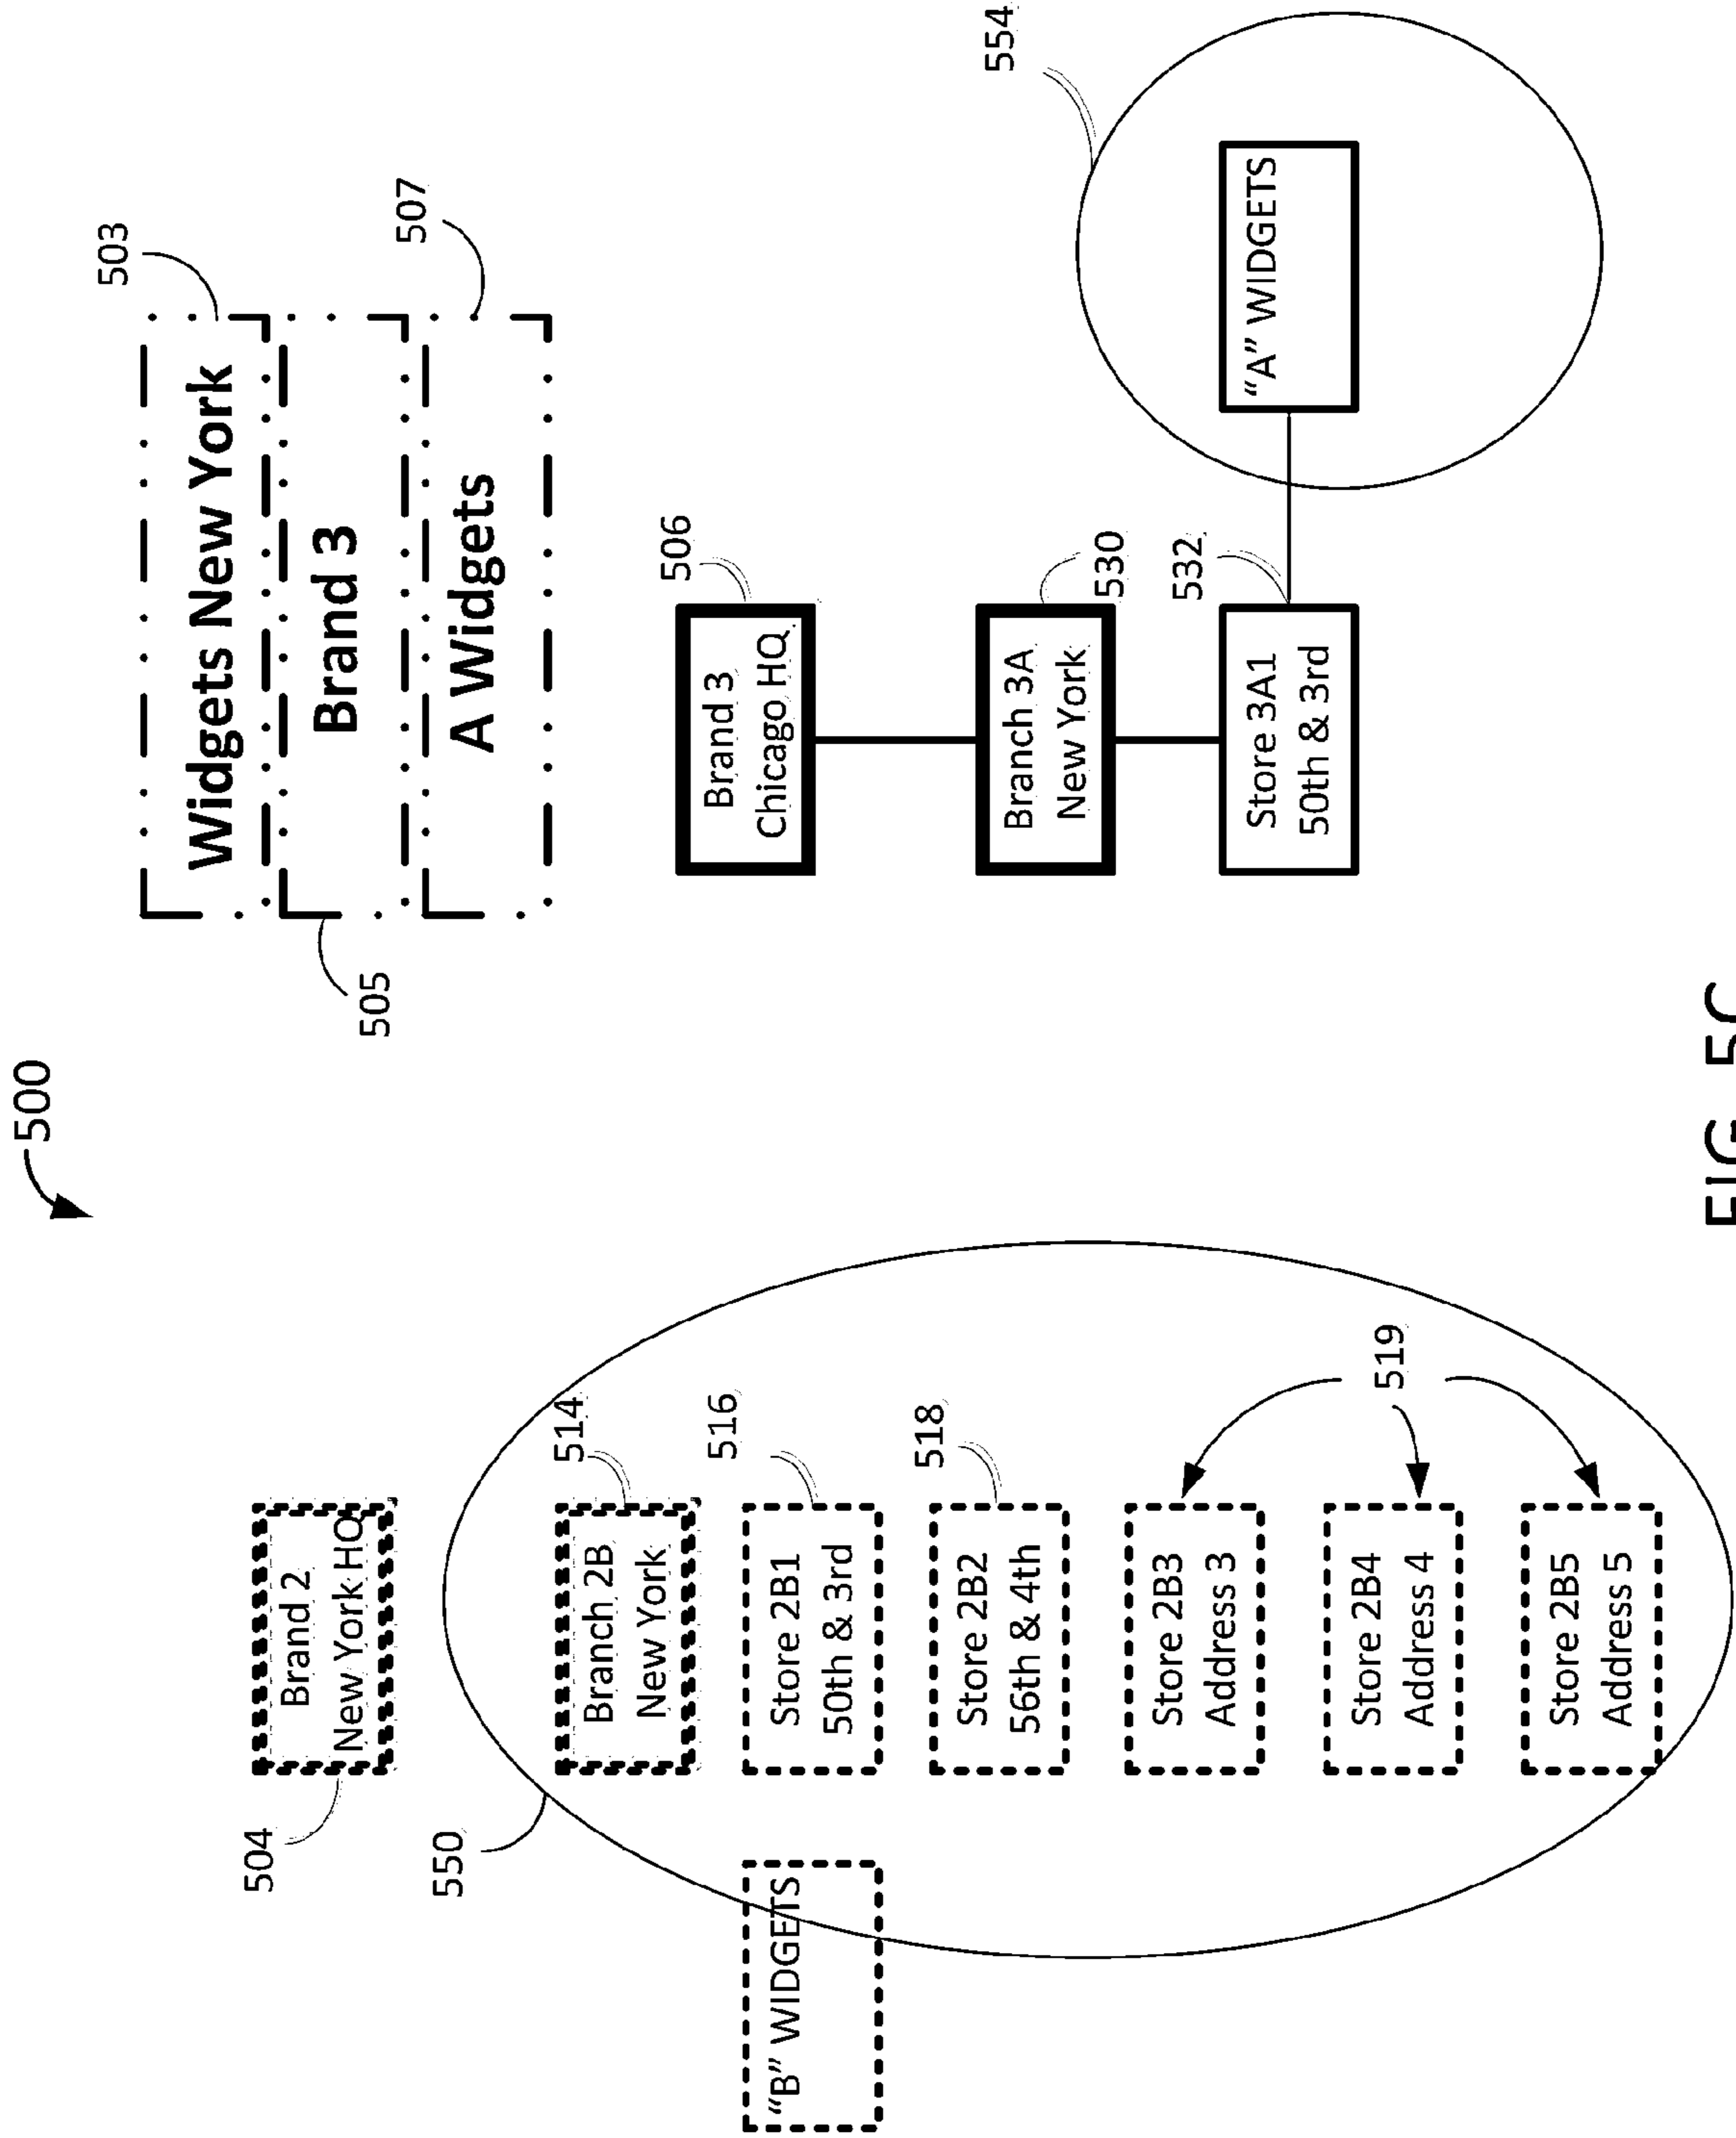 500
503
Widgets New York
505
Brand 3
507
A Widgets
504
Brand 2
New York HQ
550
514
Branch 2B
New York
"B" WIDGETS
516
Store 2B1
50th & 3rd
518
Store 2B2
56th & 4th
519
Store 2B3
Address 3
Store 2B4
Address 4
Store 2B5
Address 5
506
Brand 3
Chicago HQ
530
Branch 3A
New York
532
Store 3A1
50th & 3rd
554
"A" WIDGETS
FIG. 5C